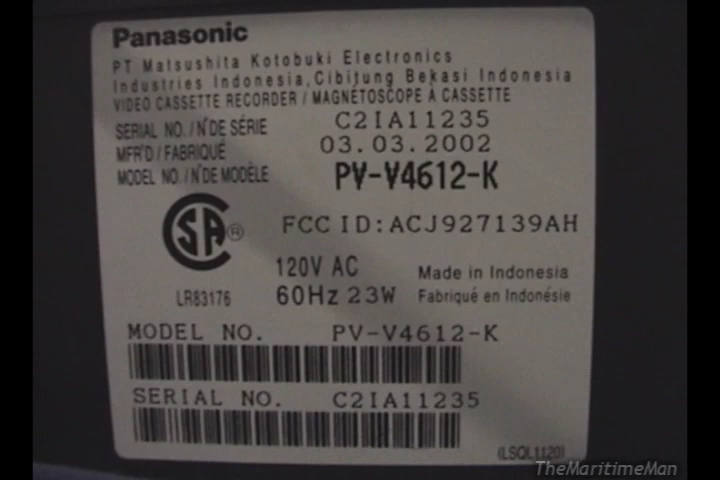 Panasonic
PT Matsushita Kotobuki Electronics
Industries Indonesia, Cibitung Bekasi Indonesia
VIDEO CASSETTE RECORDER / MAGNÉTOSCOPE À CASSETTE
SERIAL NO. / N° DE SÉRIE C2IA11235
MFR'D / FABRIQUÉ 03.03.2002
MODEL NO. / N° DE MODÈLE PV-V4612-K
SA® FCC ID: ACJ927139AH
120V AC Made in Indonesia
LR83176 60Hz 23W Fabriqué en Indonésie
MODEL NO. PV-V4612-K
SERIAL NO. C2IA11235
(LSQL1120)
TheMaritimeMan